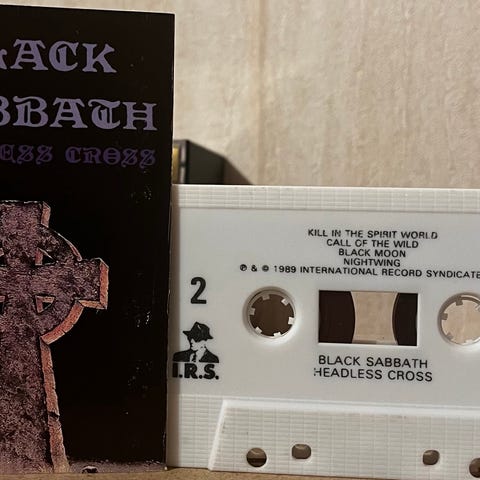 LACK
BBATH
ESS CROSS
KILL IN THE SPIRIT WORLD
CALL OF THE WILD
BLACK MOON
NIGHTWING
℗ & © 1989 INTERNATIONAL RECORD SYNDICATE
2
I.R.S.
BLACK SABBATH
HEADLESS CROSS